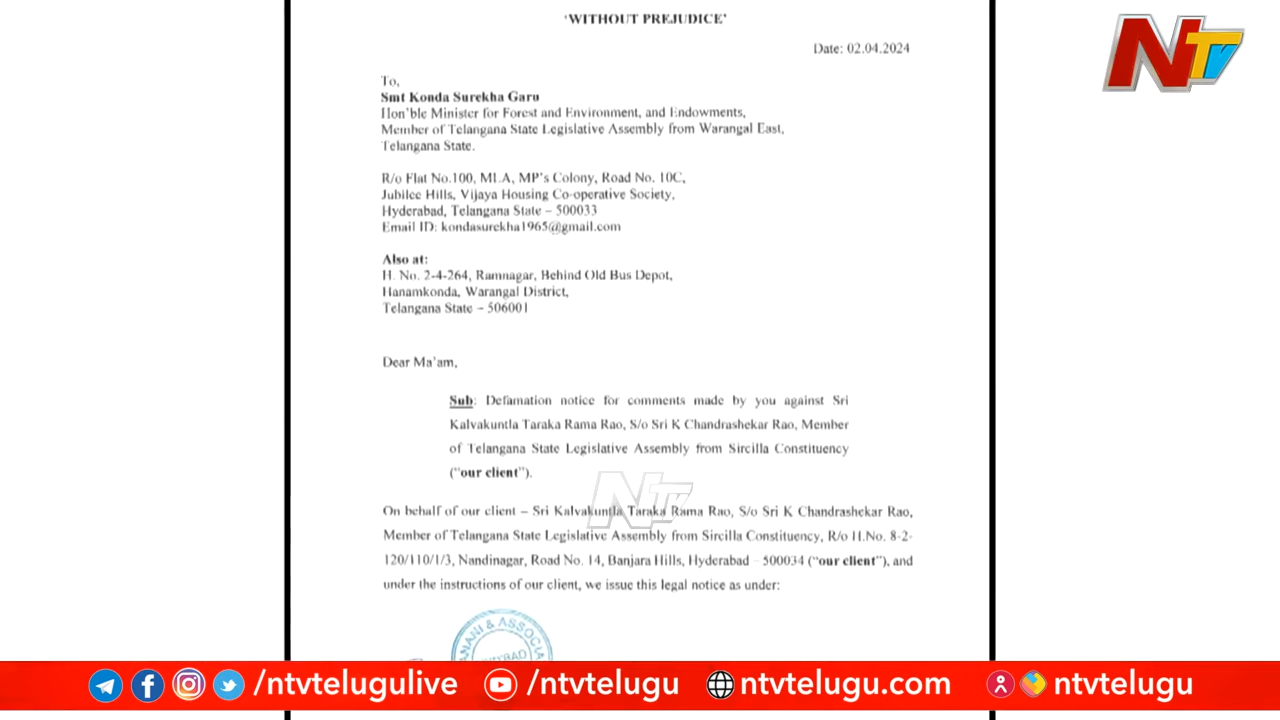 'WITHOUT PREJUDICE'
NTV
Date: 02.04.2024
To,
Smt Konda Surekha Garu
Hon'ble Minister for Forest and Environment, and Endowments,
Member of Telangana State Legislative Assembly from Warangal East,
Telangana State.
R/o Flat No.100, MLA, MP's Colony, Road No. 10C,
Jubilee Hills, Vijaya Housing Co-operative Society,
Hyderabad, Telangana State – 500033
Email ID: kondasurekha1965@gmail.com
Also at:
H. No. 2-4-264, Ramnagar, Behind Old Bus Depot,
Hanamkonda, Warangal District,
Telangana State – 506001
Dear Ma'am,
Sub: Defamation notice for comments made by you against Sri
Kalvakuntla Taraka Rama Rao, S/o Sri K Chandrashekar Rao, Member
of Telangana State Legislative Assembly from Sircilla Constituency
("our client").
NTV
On behalf of our client – Sri Kalvakuntla Taraka Rama Rao, S/o Sri K Chandrashekar Rao,
Member of Telangana State Legislative Assembly from Sircilla Constituency, R/o H.No. 8-2-
120/110/1/3, Nandinagar, Road No. 14, Banjara Hills, Hyderabad – 500034 ("our client"), and
under the instructions of our client, we issue this legal notice as under:
/ntvtelugulive /ntvtelugu ntvtelugu.com ntvtelugu